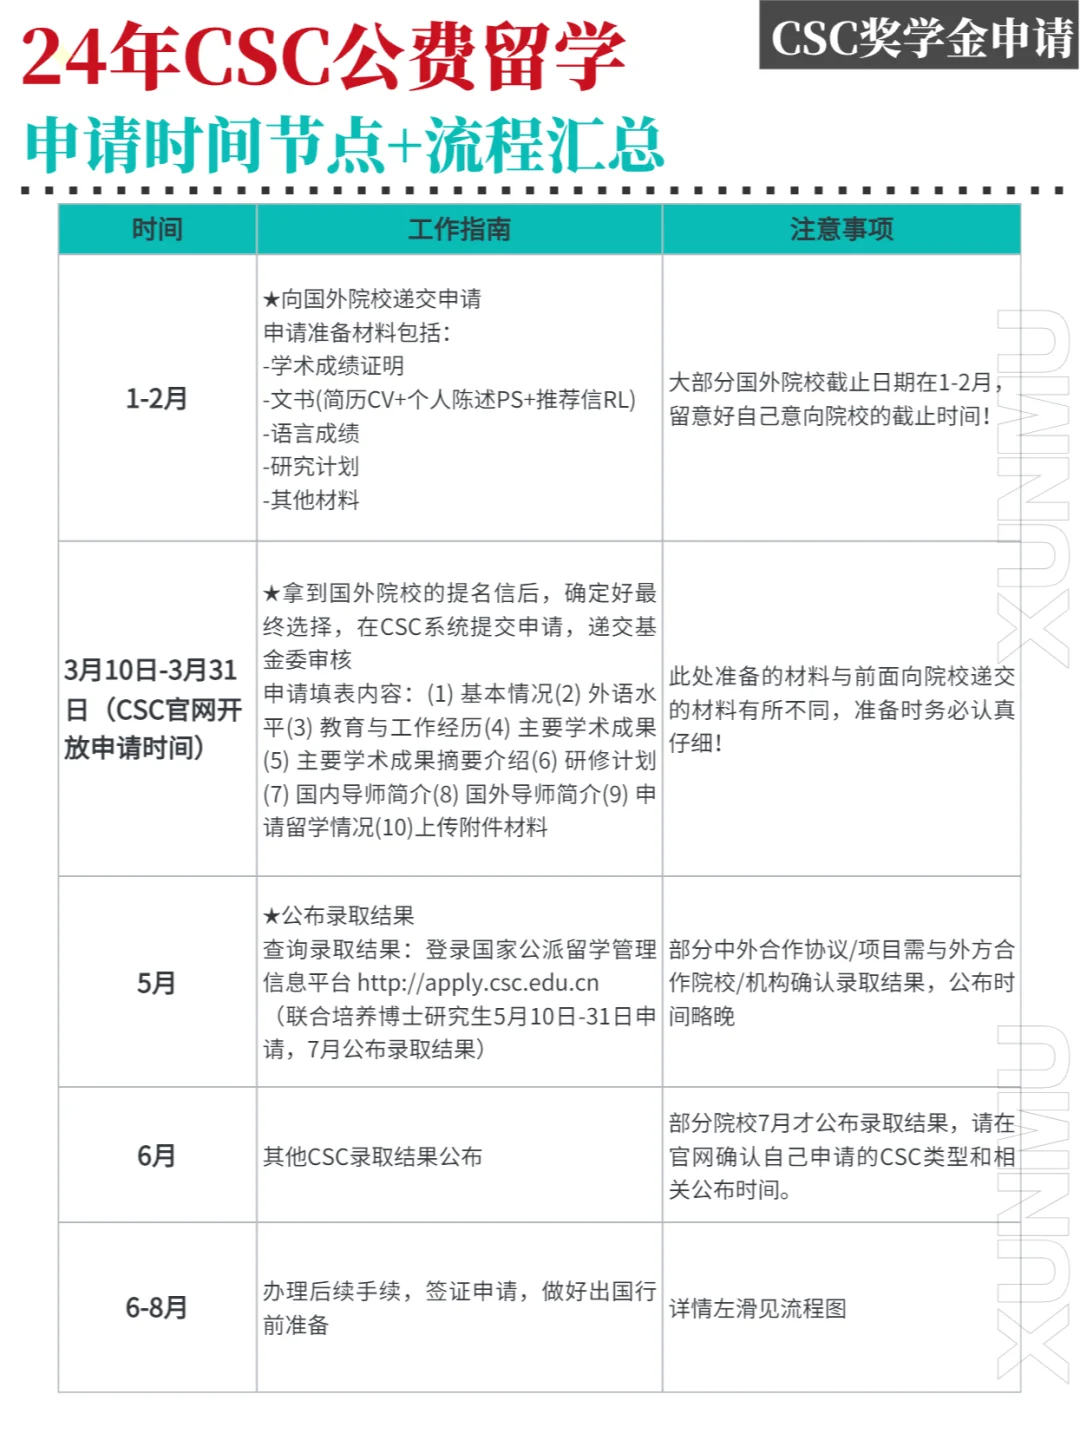 24年CSC公费留学
CSC奖学金申请
申请时间节点+流程汇总
时间
工作指南
注意事项
1-2月
★向国外院校递交申请
申请准备材料包括：
-学术成绩证明
-文书(简历CV+个人陈述PS+推荐信RL)
-语言成绩
-研究计划
-其他材料
大部分国外院校截止日期在1-2月，
留意好自己意向院校的截止时间！
3月10日-3月31
日（CSC官网开
放申请时间）
★拿到国外院校的提名信后，确定好最
终选择，在CSC系统提交申请，递交基
金委审核
申请填表内容：(1) 基本情况(2) 外语水
平(3) 教育与工作经历(4) 主要学术成果
(5) 主要学术成果摘要介绍(6) 研修计划
(7) 国内导师简介(8) 国外导师简介(9) 申
请留学情况(10)上传附件材料
此处准备的材料与前面向院校递交
的材料有所不同，准备时务必认真
仔细！
5月
★公布录取结果
查询录取结果：登录国家公派留学管理
信息平台 http://apply.csc.edu.cn
（联合培养博士研究生5月10日-31日申
请，7月公布录取结果）
部分中外合作协议/项目需与外方合
作院校/机构确认录取结果，公布时
间略晚
6月
其他CSC录取结果公布
部分院校7月才公布录取结果，请在
官网确认自己申请的CSC类型和相
关公布时间。
6-8月
办理后续手续，签证申请，做好出国行
前准备
详情左滑见流程图
XUNMU
XUNMU